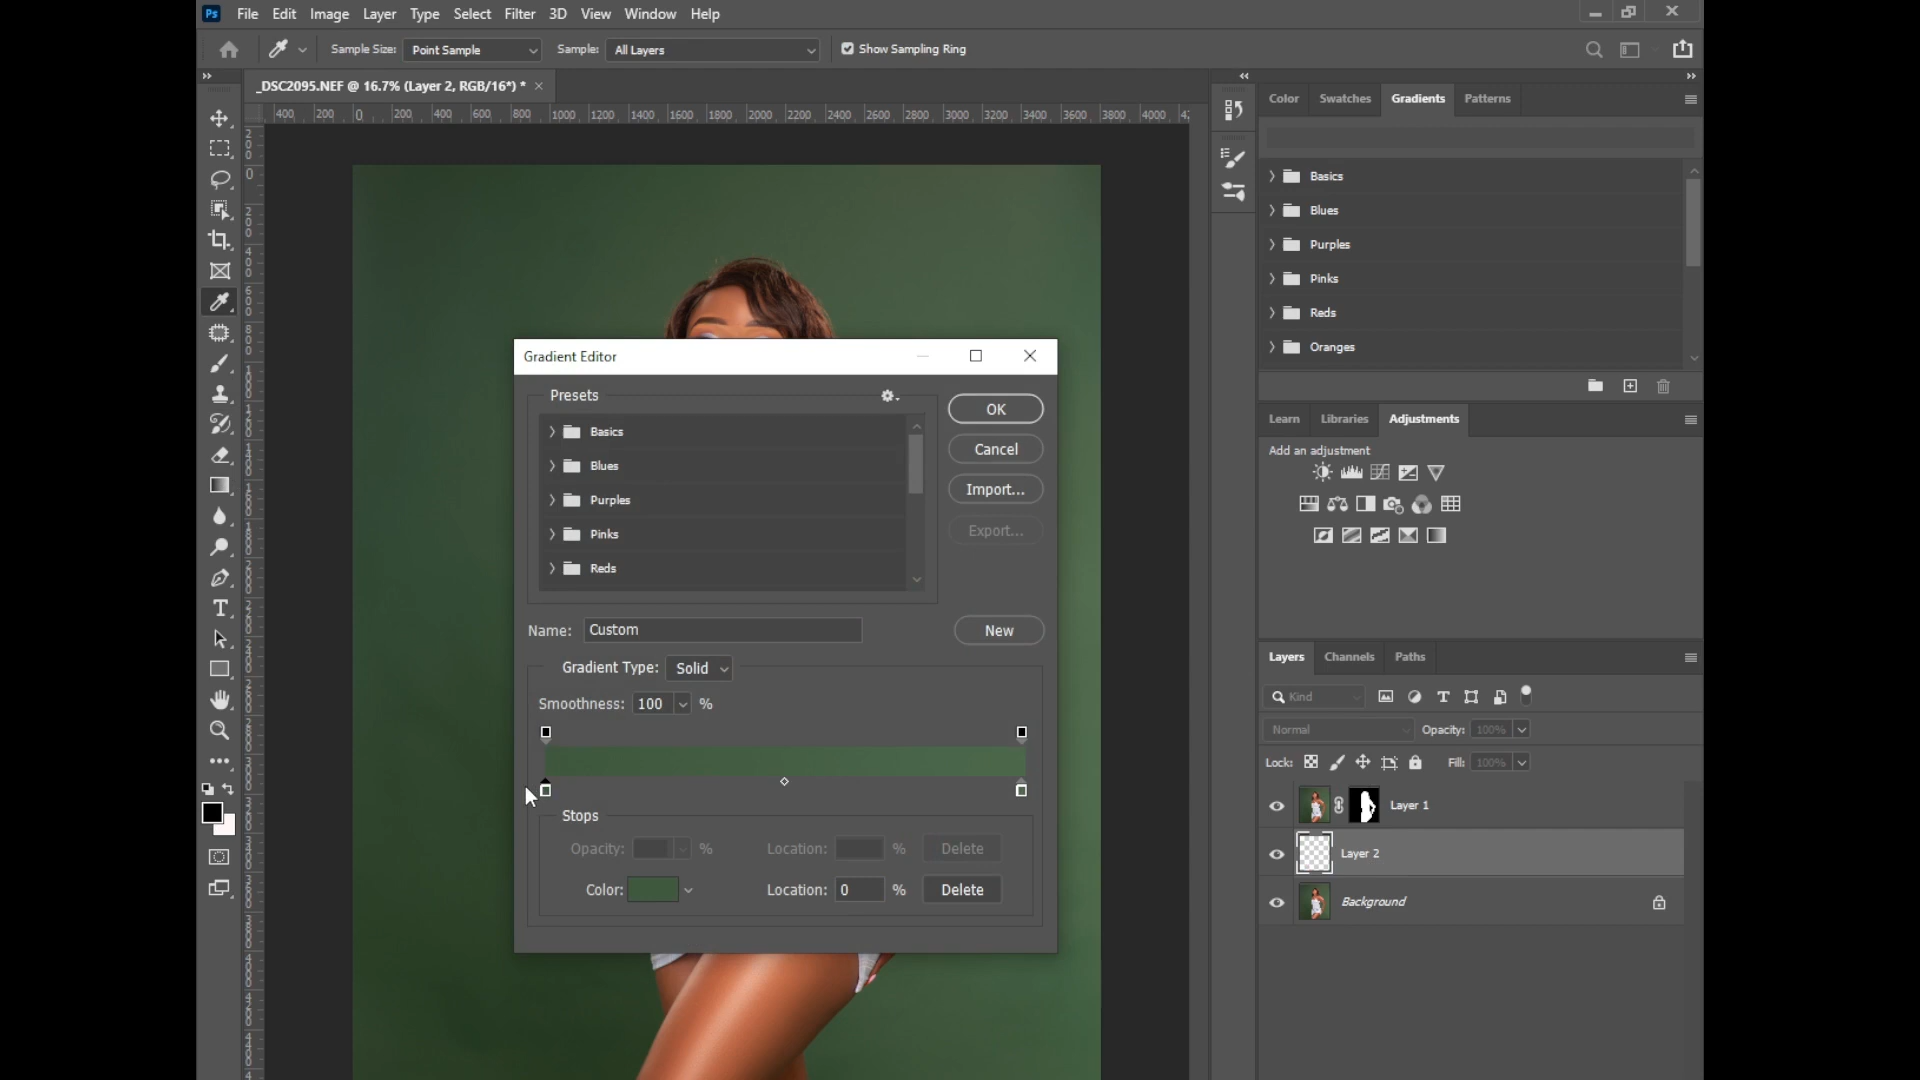 Ps File Edit Image Layer Type Select Filter 3D View Window Help
Sample Size: Point Sample Sample: All Layers Show Sampling Ring
_DSC2095.NEF @ 16.7% (Layer 2, RGB/16*) *
400 200 0 200 400 600 800 1000 1200 1400 1600 1800 2000 2200 2400 2600 2800 3000 3200 3400 3600 3800 4000
Color Swatches Gradients Patterns
Basics
Blues
Purples
Pinks
Reds
Oranges
Learn Libraries Adjustments
Add an adjustment
Gradient Editor
Presets
Basics
Blues
Purples
Pinks
Reds
OK
Cancel
Import...
Export...
Name: Custom New
Gradient Type: Solid
Smoothness: 100 %
Stops
Opacity: % Location: % Delete
Color: Location: 0 % Delete
Layers Channels Paths
Kind
Normal Opacity: 100%
Lock: Fill: 100%
Layer 1
Layer 2
Background